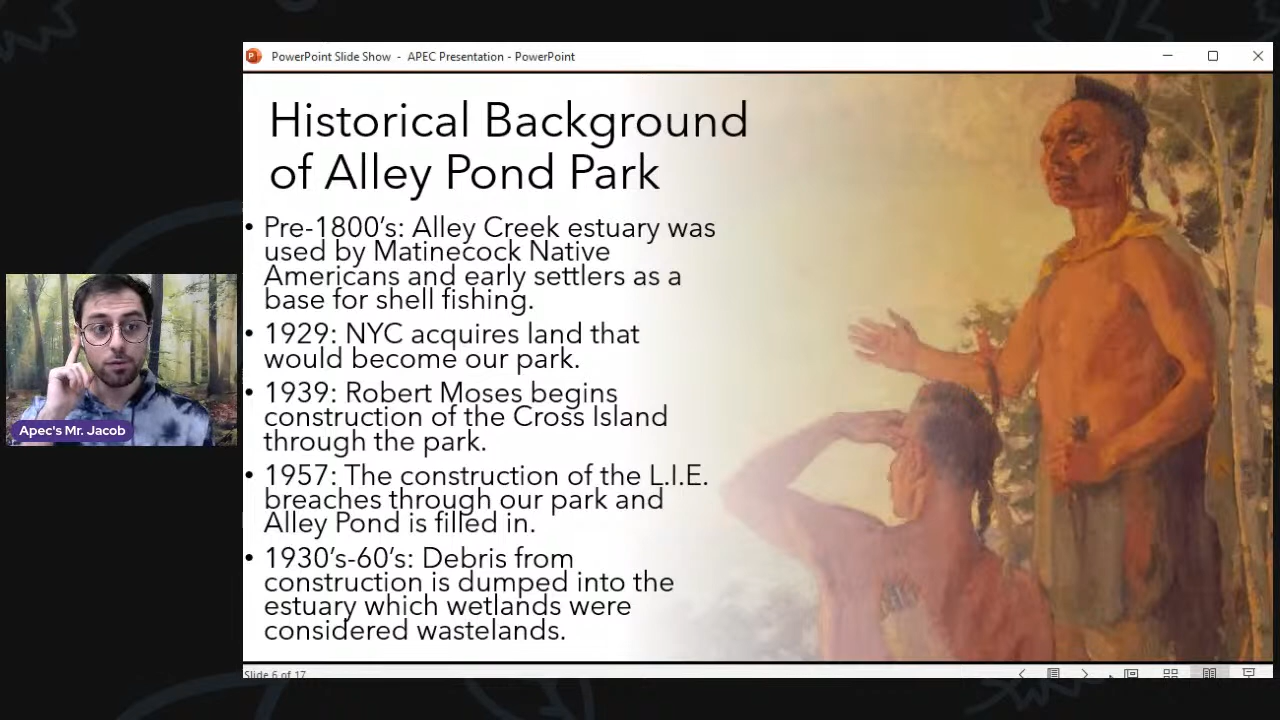 PowerPoint Slide Show - APEC Presentation - PowerPoint
Historical Background
of Alley Pond Park
• Pre-1800's: Alley Creek estuary was
used by Matinecock Native
Americans and early settlers as a
base for shell fishing.
• 1929: NYC acquires land that
would become our park.
• 1939: Robert Moses begins
construction of the Cross Island
through the park.
• 1957: The construction of the L.I.E.
breaches through our park and
Alley Pond is filled in.
• 1930's-60's: Debris from
construction is dumped into the
estuary which wetlands were
considered wastelands.
Apec's Mr. Jacob
Slide 6 of 17